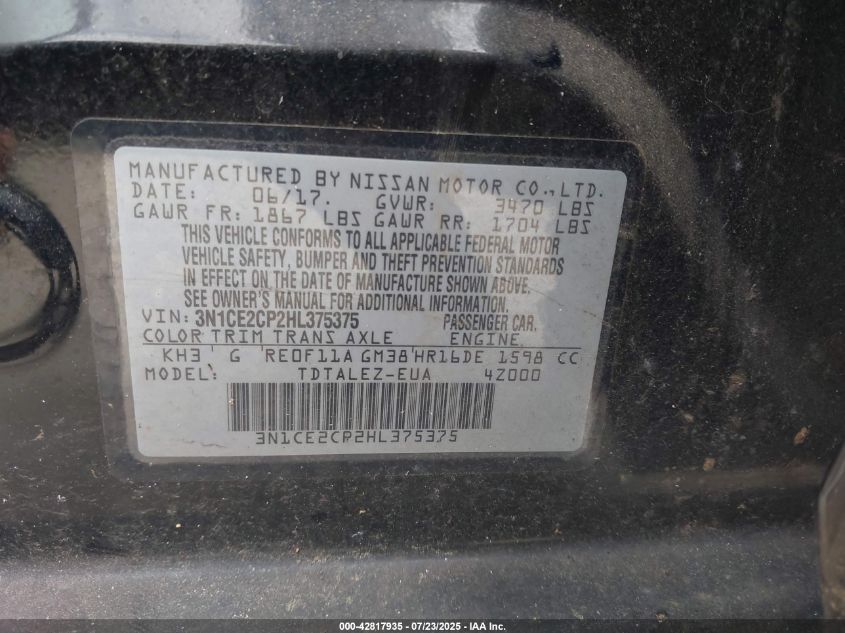 MANUFACTURED BY NISSAN MOTOR CO., LTD.
DATE: 06/17. GVWR: 3470 LBS
GAWR FR: 1867 LBS GAWR RR: 1704 LBS
THIS VEHICLE CONFORMS TO ALL APPLICABLE FEDERAL MOTOR
VEHICLE SAFETY, BUMPER AND THEFT PREVENTION STANDARDS
IN EFFECT ON THE DATE OF MANUFACTURE SHOWN ABOVE.
SEE OWNER'S MANUAL FOR ADDITIONAL INFORMATION
VIN: 3N1CE2CP2HL375375 PASSENGER CAR.
COLOR TRIM TRANS AXLE ENGINE
KH3 G RE0F11A GM38 HR16DE 1598 CC
MODEL: TDTALEZ-EUA 4Z000
3N1CE2CP2HL375375
000-42817935 - 07/23/2025 - IAA Inc.